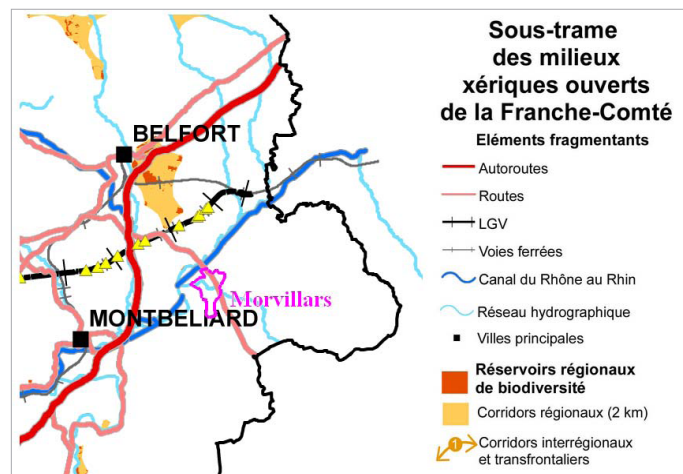 Sous-trame
des milieux
xériques ouverts
de la Franche-Comté
Eléments fragmentants
Autoroutes
Routes
LGV
Voies ferrées
Canal du Rhône au Rhin
Réseau hydrographique
Villes principales
Réservoirs régionaux
de biodiversité
Corridors régionaux (2 km)
1
Corridors interrégionaux
et transfrontaliers
BELFORT
Morvillars
MONTBELIARD